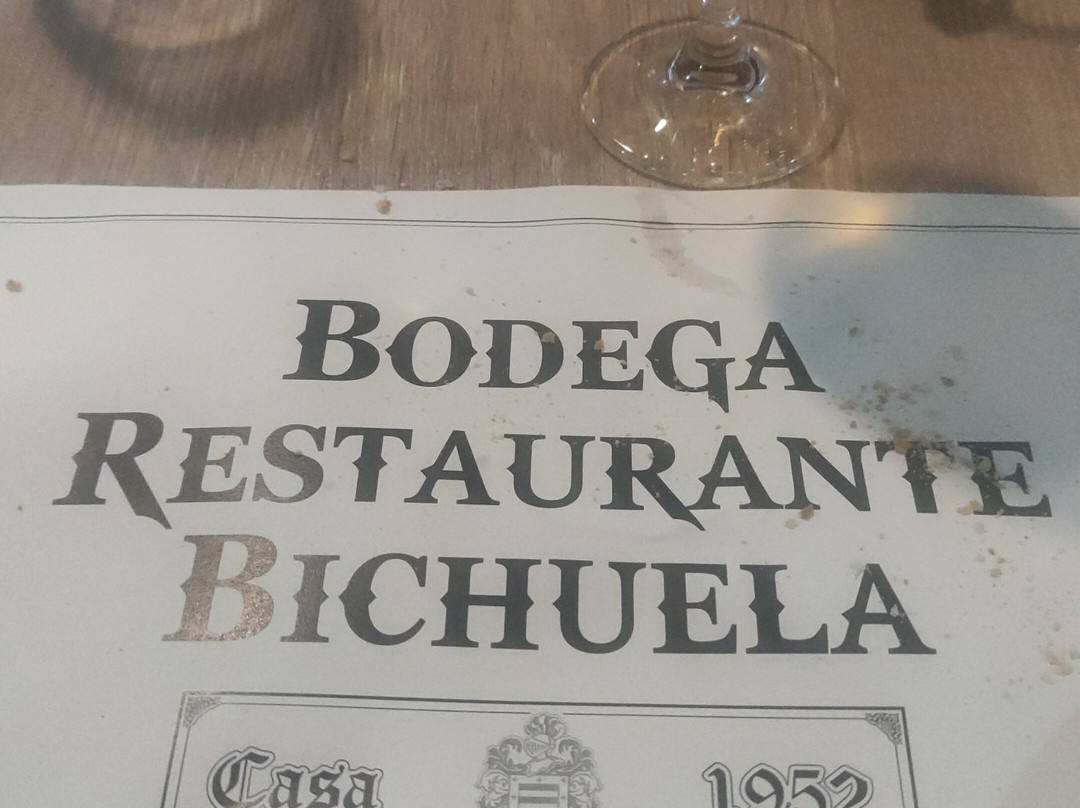 BODEGA
RESTAURANTE
BICHUELA
Casa 1952